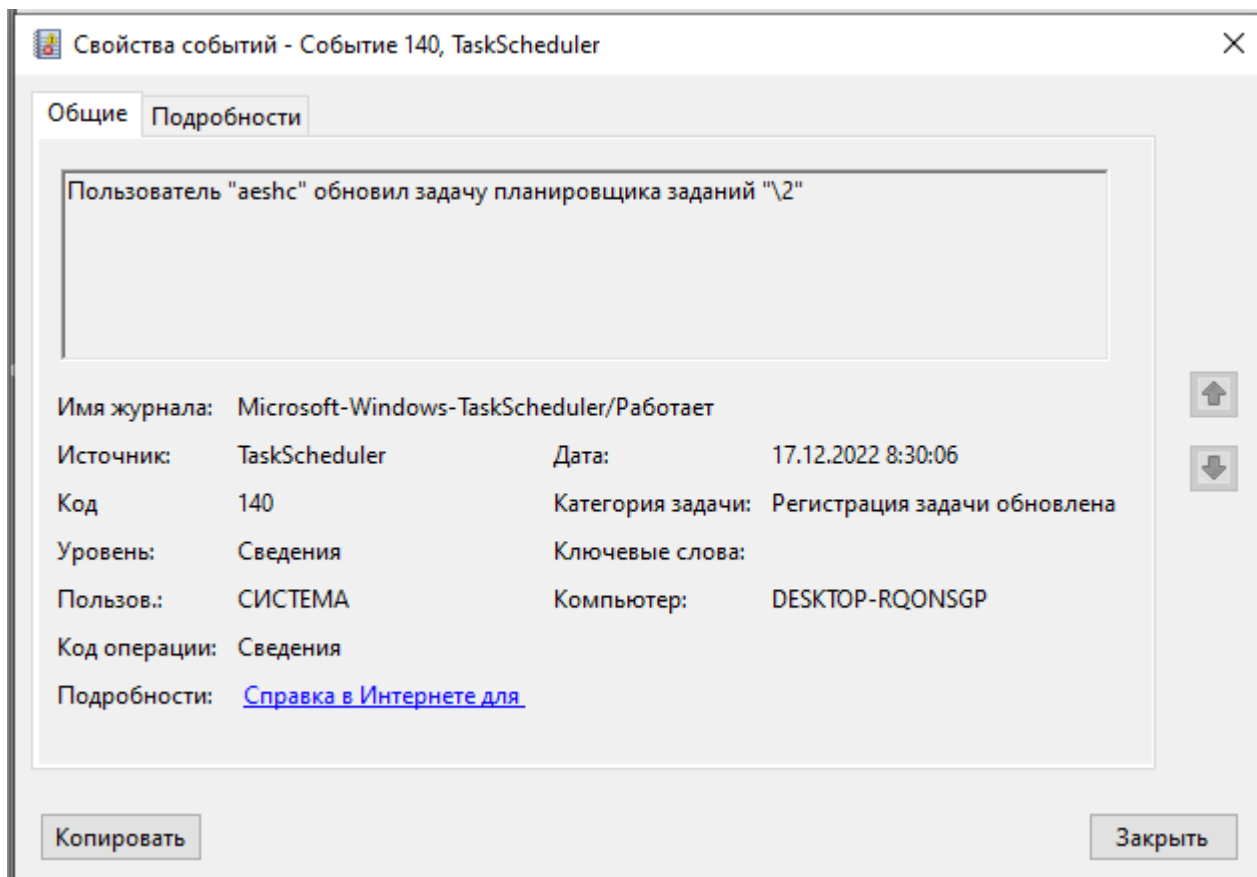 Свойства событий - Событие 140, TaskScheduler
Общие Подробности
Пользователь "aeshc" обновил задачу планировщика заданий "\2"
Имя журнала: Microsoft-Windows-TaskScheduler/Работает
Источник: TaskScheduler Дата: 17.12.2022 8:30:06
Код 140 Категория задачи: Регистрация задачи обновлена
Уровень: Сведения Ключевые слова:
Пользов.: СИСТЕМА Компьютер: DESKTOP-RQONSGP
Код операции: Сведения
Подробности: Справка в Интернете для
Копировать Закрыть